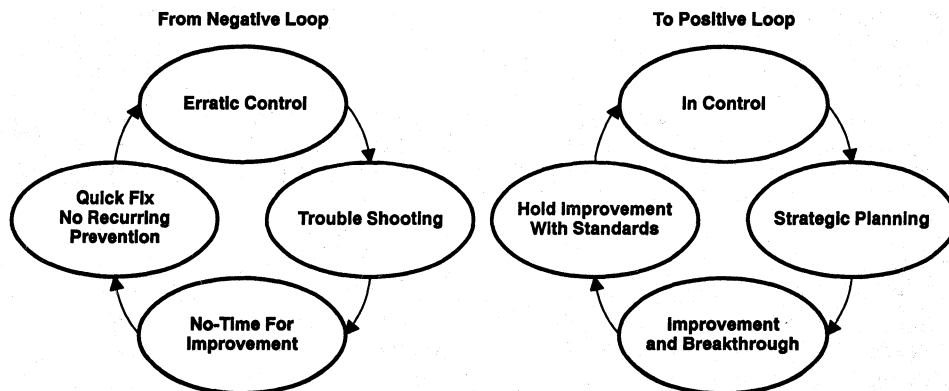 From Negative Loop
Erratic Control
Trouble Shooting
No-Time For
Improvement
Quick Fix
No Recurring
Prevention
To Positive Loop
In Control
Strategic Planning
Improvement
and Breakthrough
Hold Improvement
With Standards